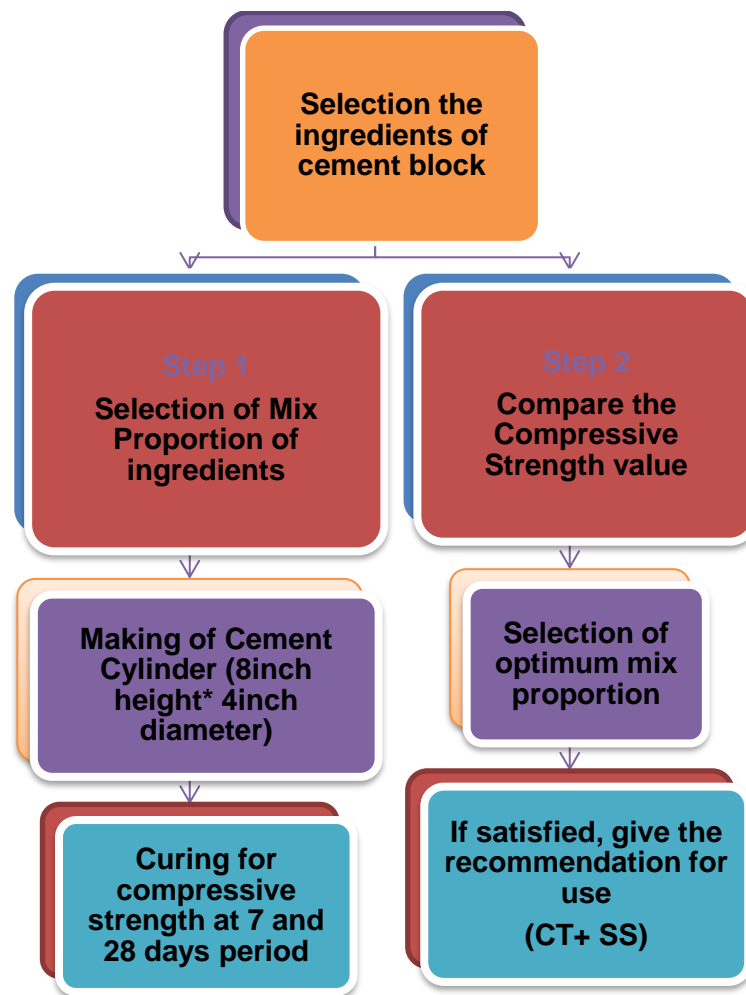 Selection the
ingredients of
cement block
Step 1
Selection of Mix
Proportion of
ingredients
Making of Cement
Cylinder (8inch
height* 4inch
diameter)
Curing for
compressive
strength at 7 and
28 days period
Step 2
Compare the
Compressive
Strength value
Selection of
optimum mix
proportion
If satisfied, give the
recommendation for
use
(CT+ SS)